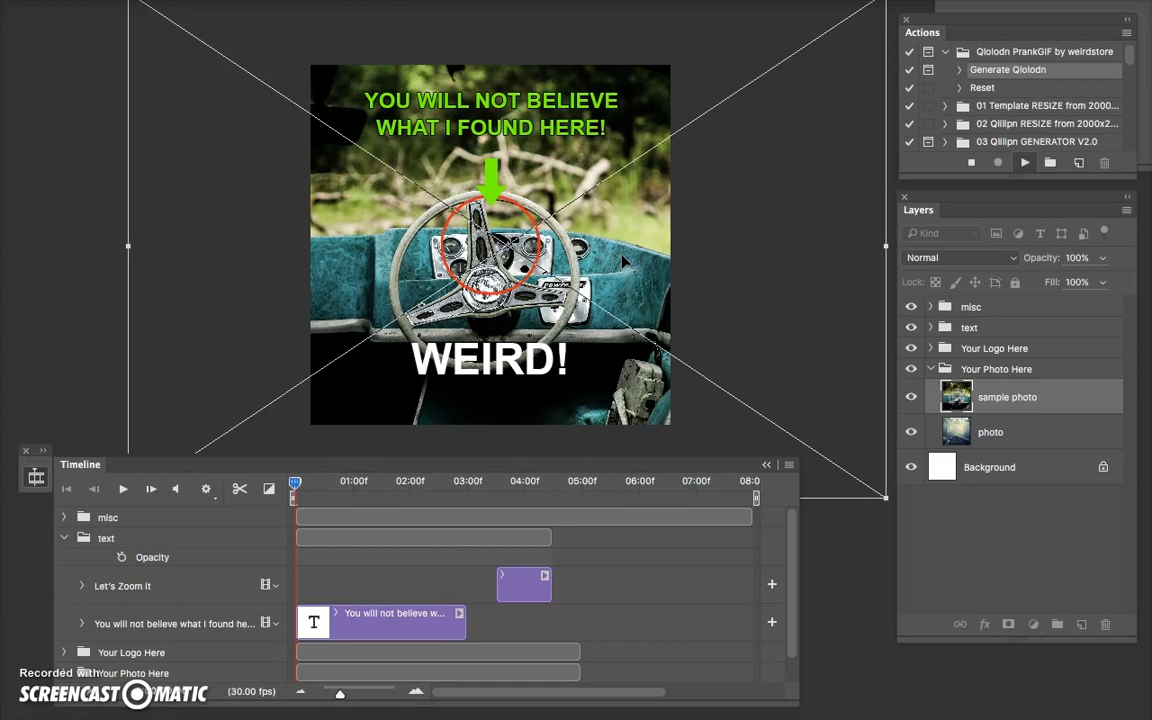 Actions
Qlolodn PrankGIF by weirdstore
Generate Qlolodn
Reset
01 Template RESIZE from 2000...
02 Qlilipn RESIZE from 2000x2...
03 Qlilipn GENERATOR V2.0
YOU WILL NOT BELIEVE
WHAT I FOUND HERE!
WEIRD!
Layers
Kind
Normal
Opacity: 100%
Lock:
Fill: 100%
misc
text
Your Logo Here
Your Photo Here
sample photo
photo
Background
Timeline
01:00f 02:00f 03:00f 04:00f 05:00f 06:00f 07:00f 08:0
misc
text
Opacity
Let's Zoom It
T You will not believe w...
You will not believe what I found he...
Your Logo Here
Your Photo Here
Recorded with
SCREENCAST-O-MATIC
(30.00 fps)